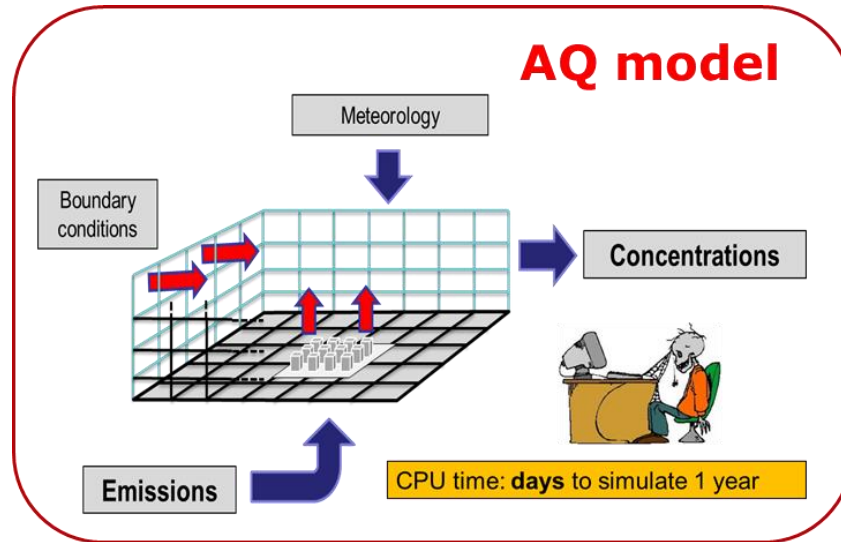 AQ model
Meteorology
Boundary
conditions
Concentrations
Emissions
CPU time: days to simulate 1 year